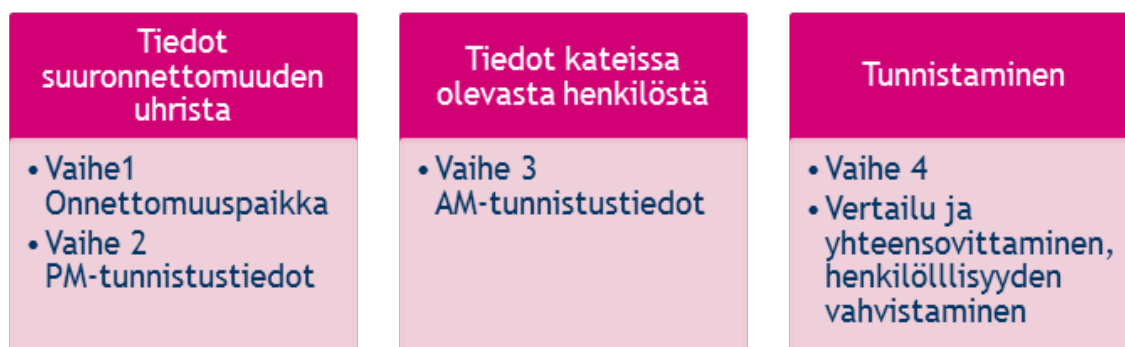 Tiedot
suuronnettomuuden
uhrista
• Vaihe1
Onnettomuuspaikka
• Vaihe 2
PM-tunnistustiedot
Tiedot kateissa
olevasta henkilöstä
• Vaihe 3
AM-tunnistustiedot
Tunnistaminen
• Vaihe 4
• Vertailu ja
yhteensovittaminen,
henkilölllisyyden
vahvistaminen